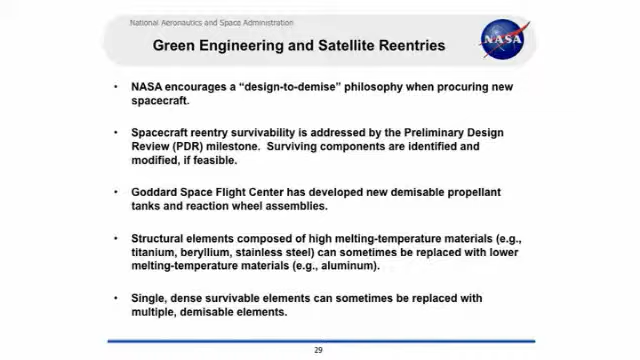 National Aeronautics and Space Administration
Green Engineering and Satellite Reentries
NASA
• NASA encourages a “design-to-demise” philosophy when procuring new
spacecraft.
• Spacecraft reentry survivability is addressed by the Preliminary Design
Review (PDR) milestone. Surviving components are identified and
modified, if feasible.
• Goddard Space Flight Center has developed new demisable propellant
tanks and reaction wheel assemblies.
• Structural elements composed of high melting-temperature materials (e.g.,
titanium, beryllium, stainless steel) can sometimes be replaced with lower
melting-temperature materials (e.g., aluminum).
• Single, dense survivable elements can sometimes be replaced with
multiple, demisable elements.
29